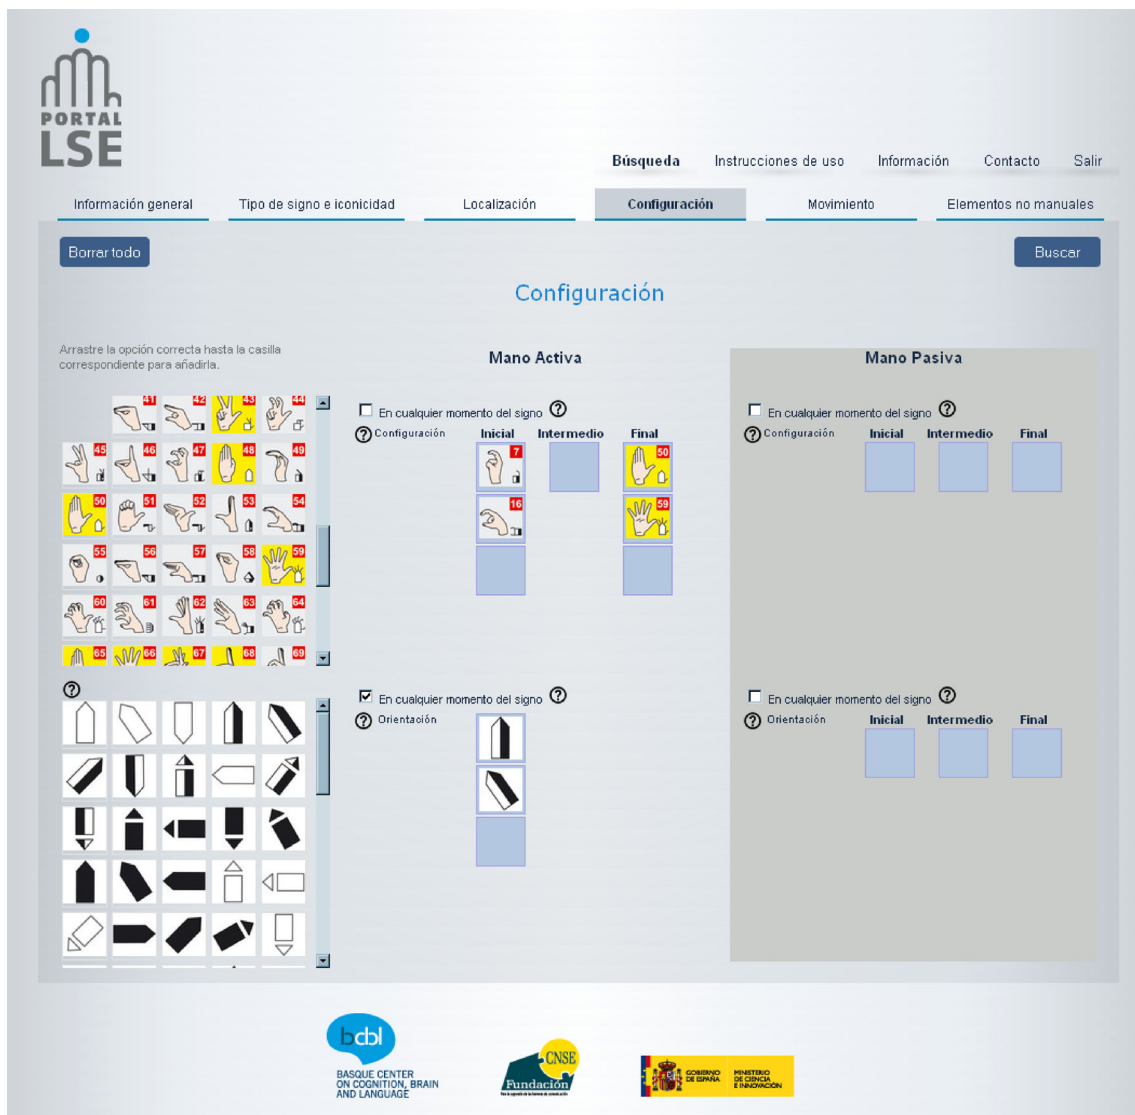 PORTAL
LSE
Búsqueda Instrucciones de uso Información Contacto Salir
Información general Tipo de signo e iconicidad Localización Configuración Movimiento Elementos no manuales
Borrar todo Buscar
Configuración
Arrastre la opción correcta hasta la casilla
correspondiente para añadirla.
Mano Activa Mano Pasiva
41 42 43 44
45 46 47 48 49
50 51 52 53 54
55 56 57 58 59
60 61 62 63 64
65 66 67 68 69
En cualquier momento del signo ?
? Configuración Inicial Intermedio Final
7 50
16 59
En cualquier momento del signo ?
? Configuración Inicial Intermedio Final
?
En cualquier momento del signo ?
? Orientación
En cualquier momento del signo ?
? Orientación Inicial Intermedio Final
bcbl
BASQUE CENTER
ON COGNITION, BRAIN
AND LANGUAGE
CNSE
Fundación
GOBIERNO
DE ESPAÑA
MINISTERIO
DE CIENCIA
E INNOVACIÓN